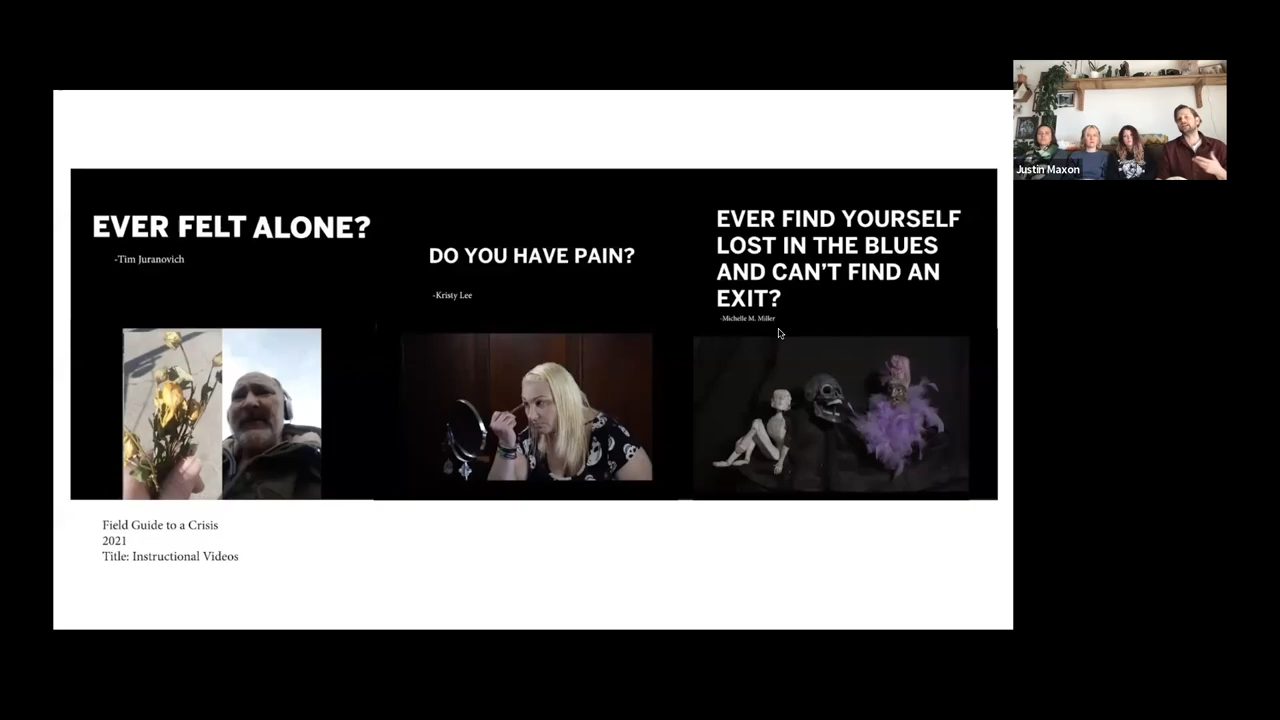 EVER FELT ALONE?
-Tim Juranovich
DO YOU HAVE PAIN?
-Kristy Lee
EVER FIND YOURSELF
LOST IN THE BLUES
AND CAN'T FIND AN
EXIT?
-Michelle M. Miller
Field Guide to a Crisis
2021
Title: Instructional Videos
Justin Maxon